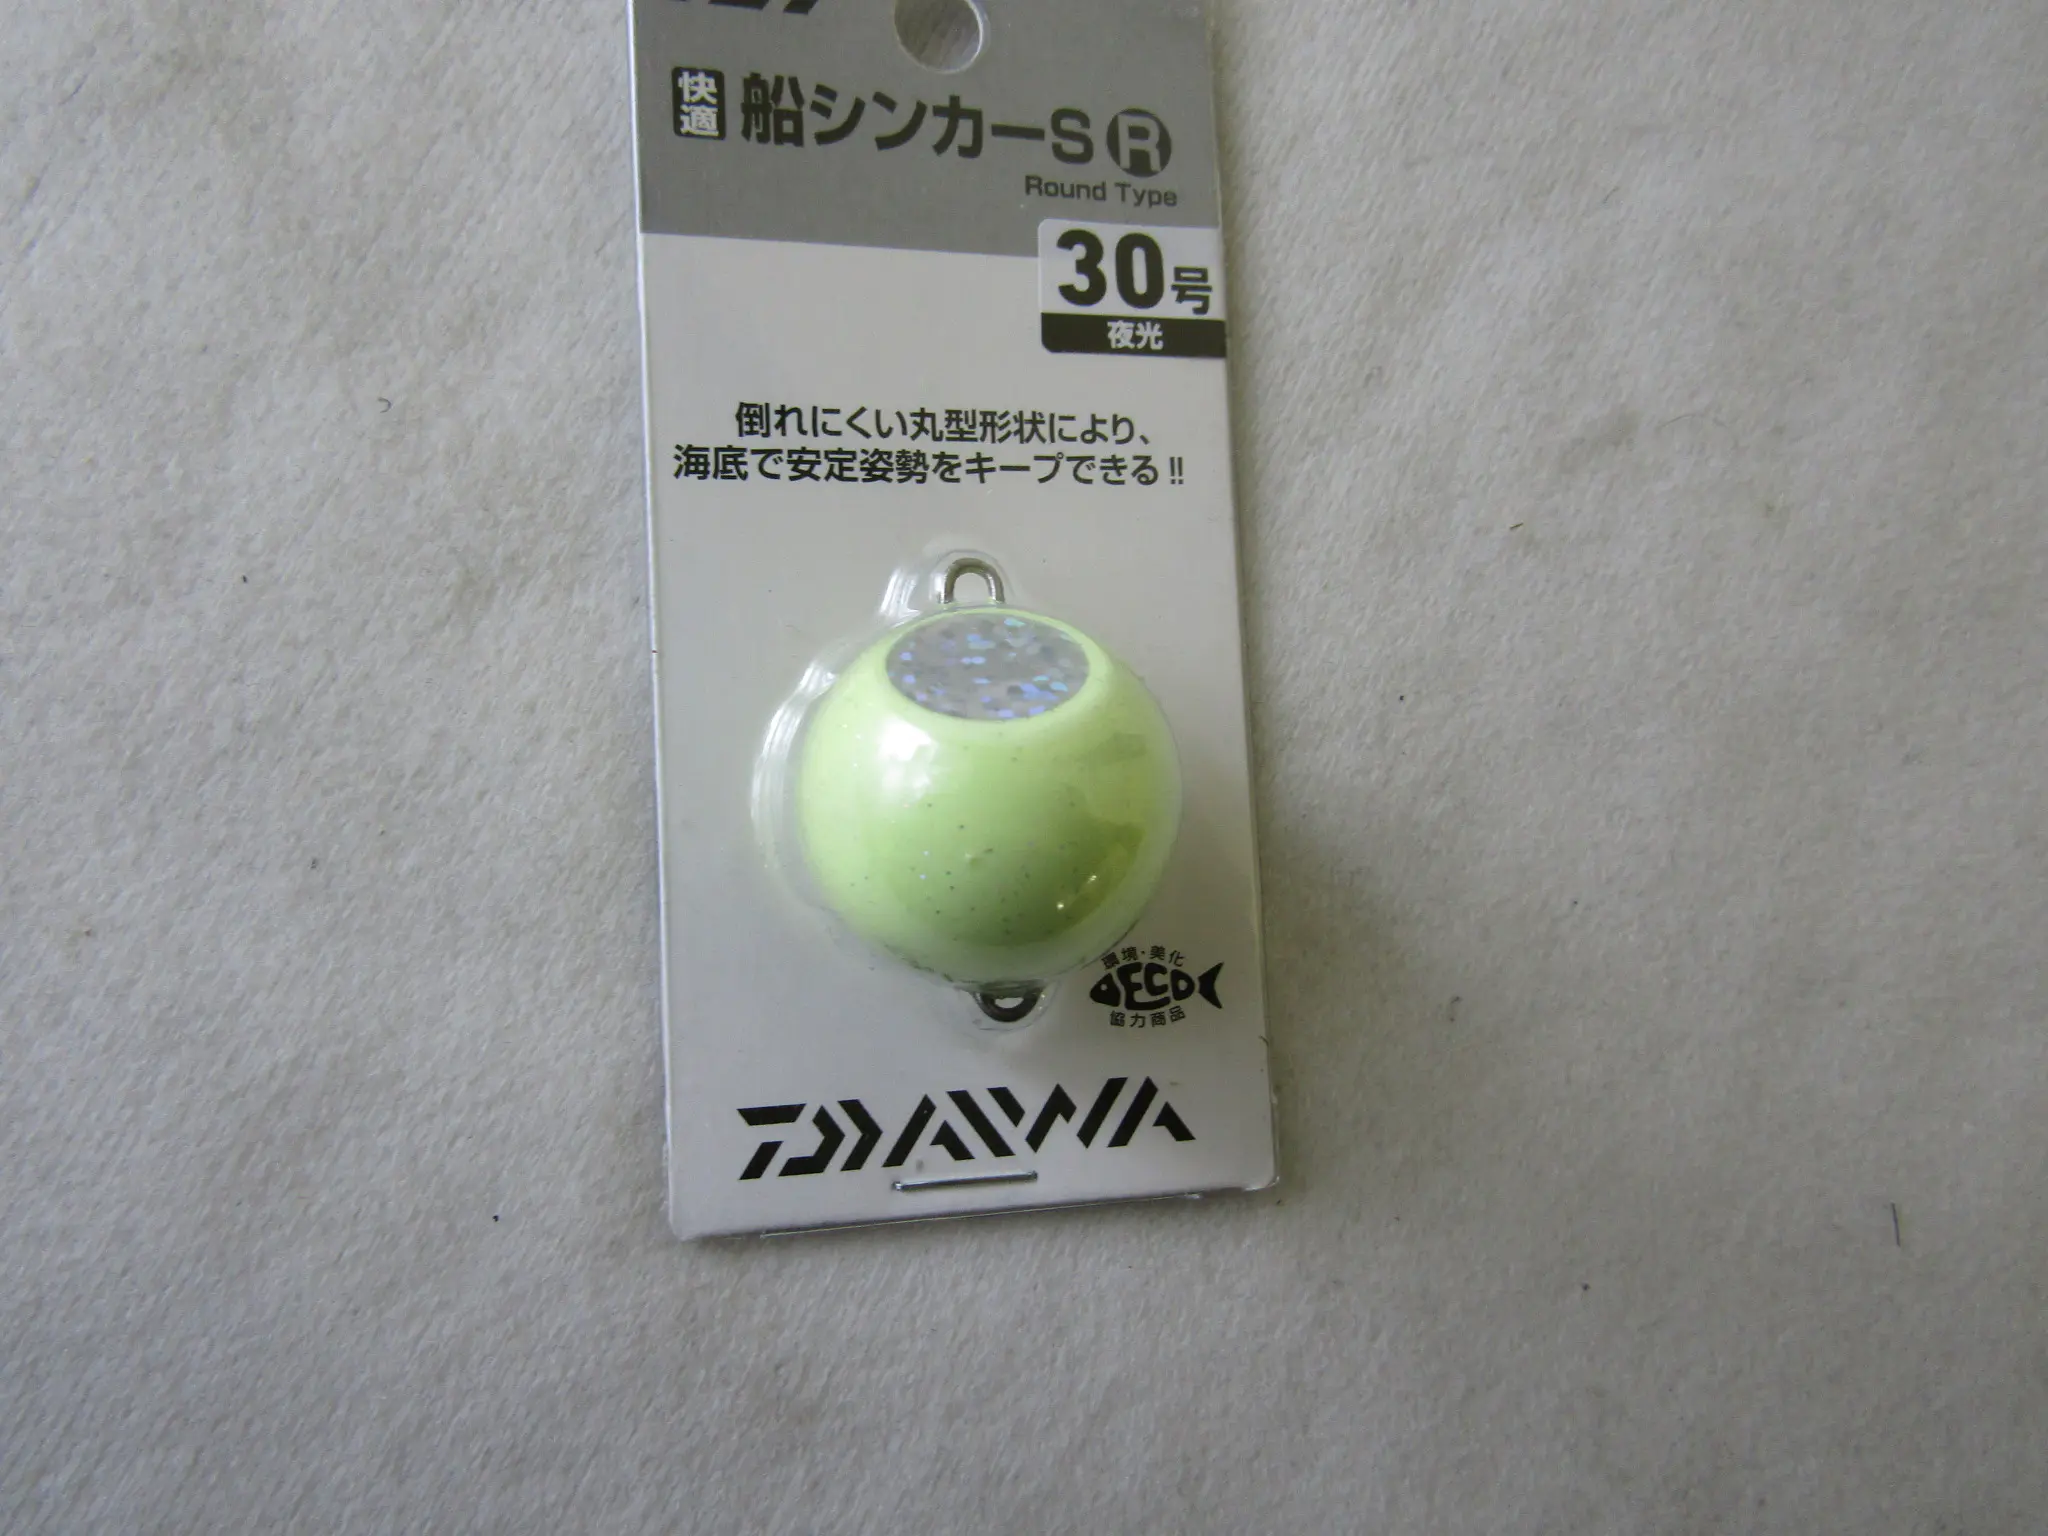 快適 船シンカーS R
Round Type
30号
夜光
倒れにくい丸型形状により、
海底で安定姿勢をキープできる!!
環境・美化
ECO
協力商品
DAIWA